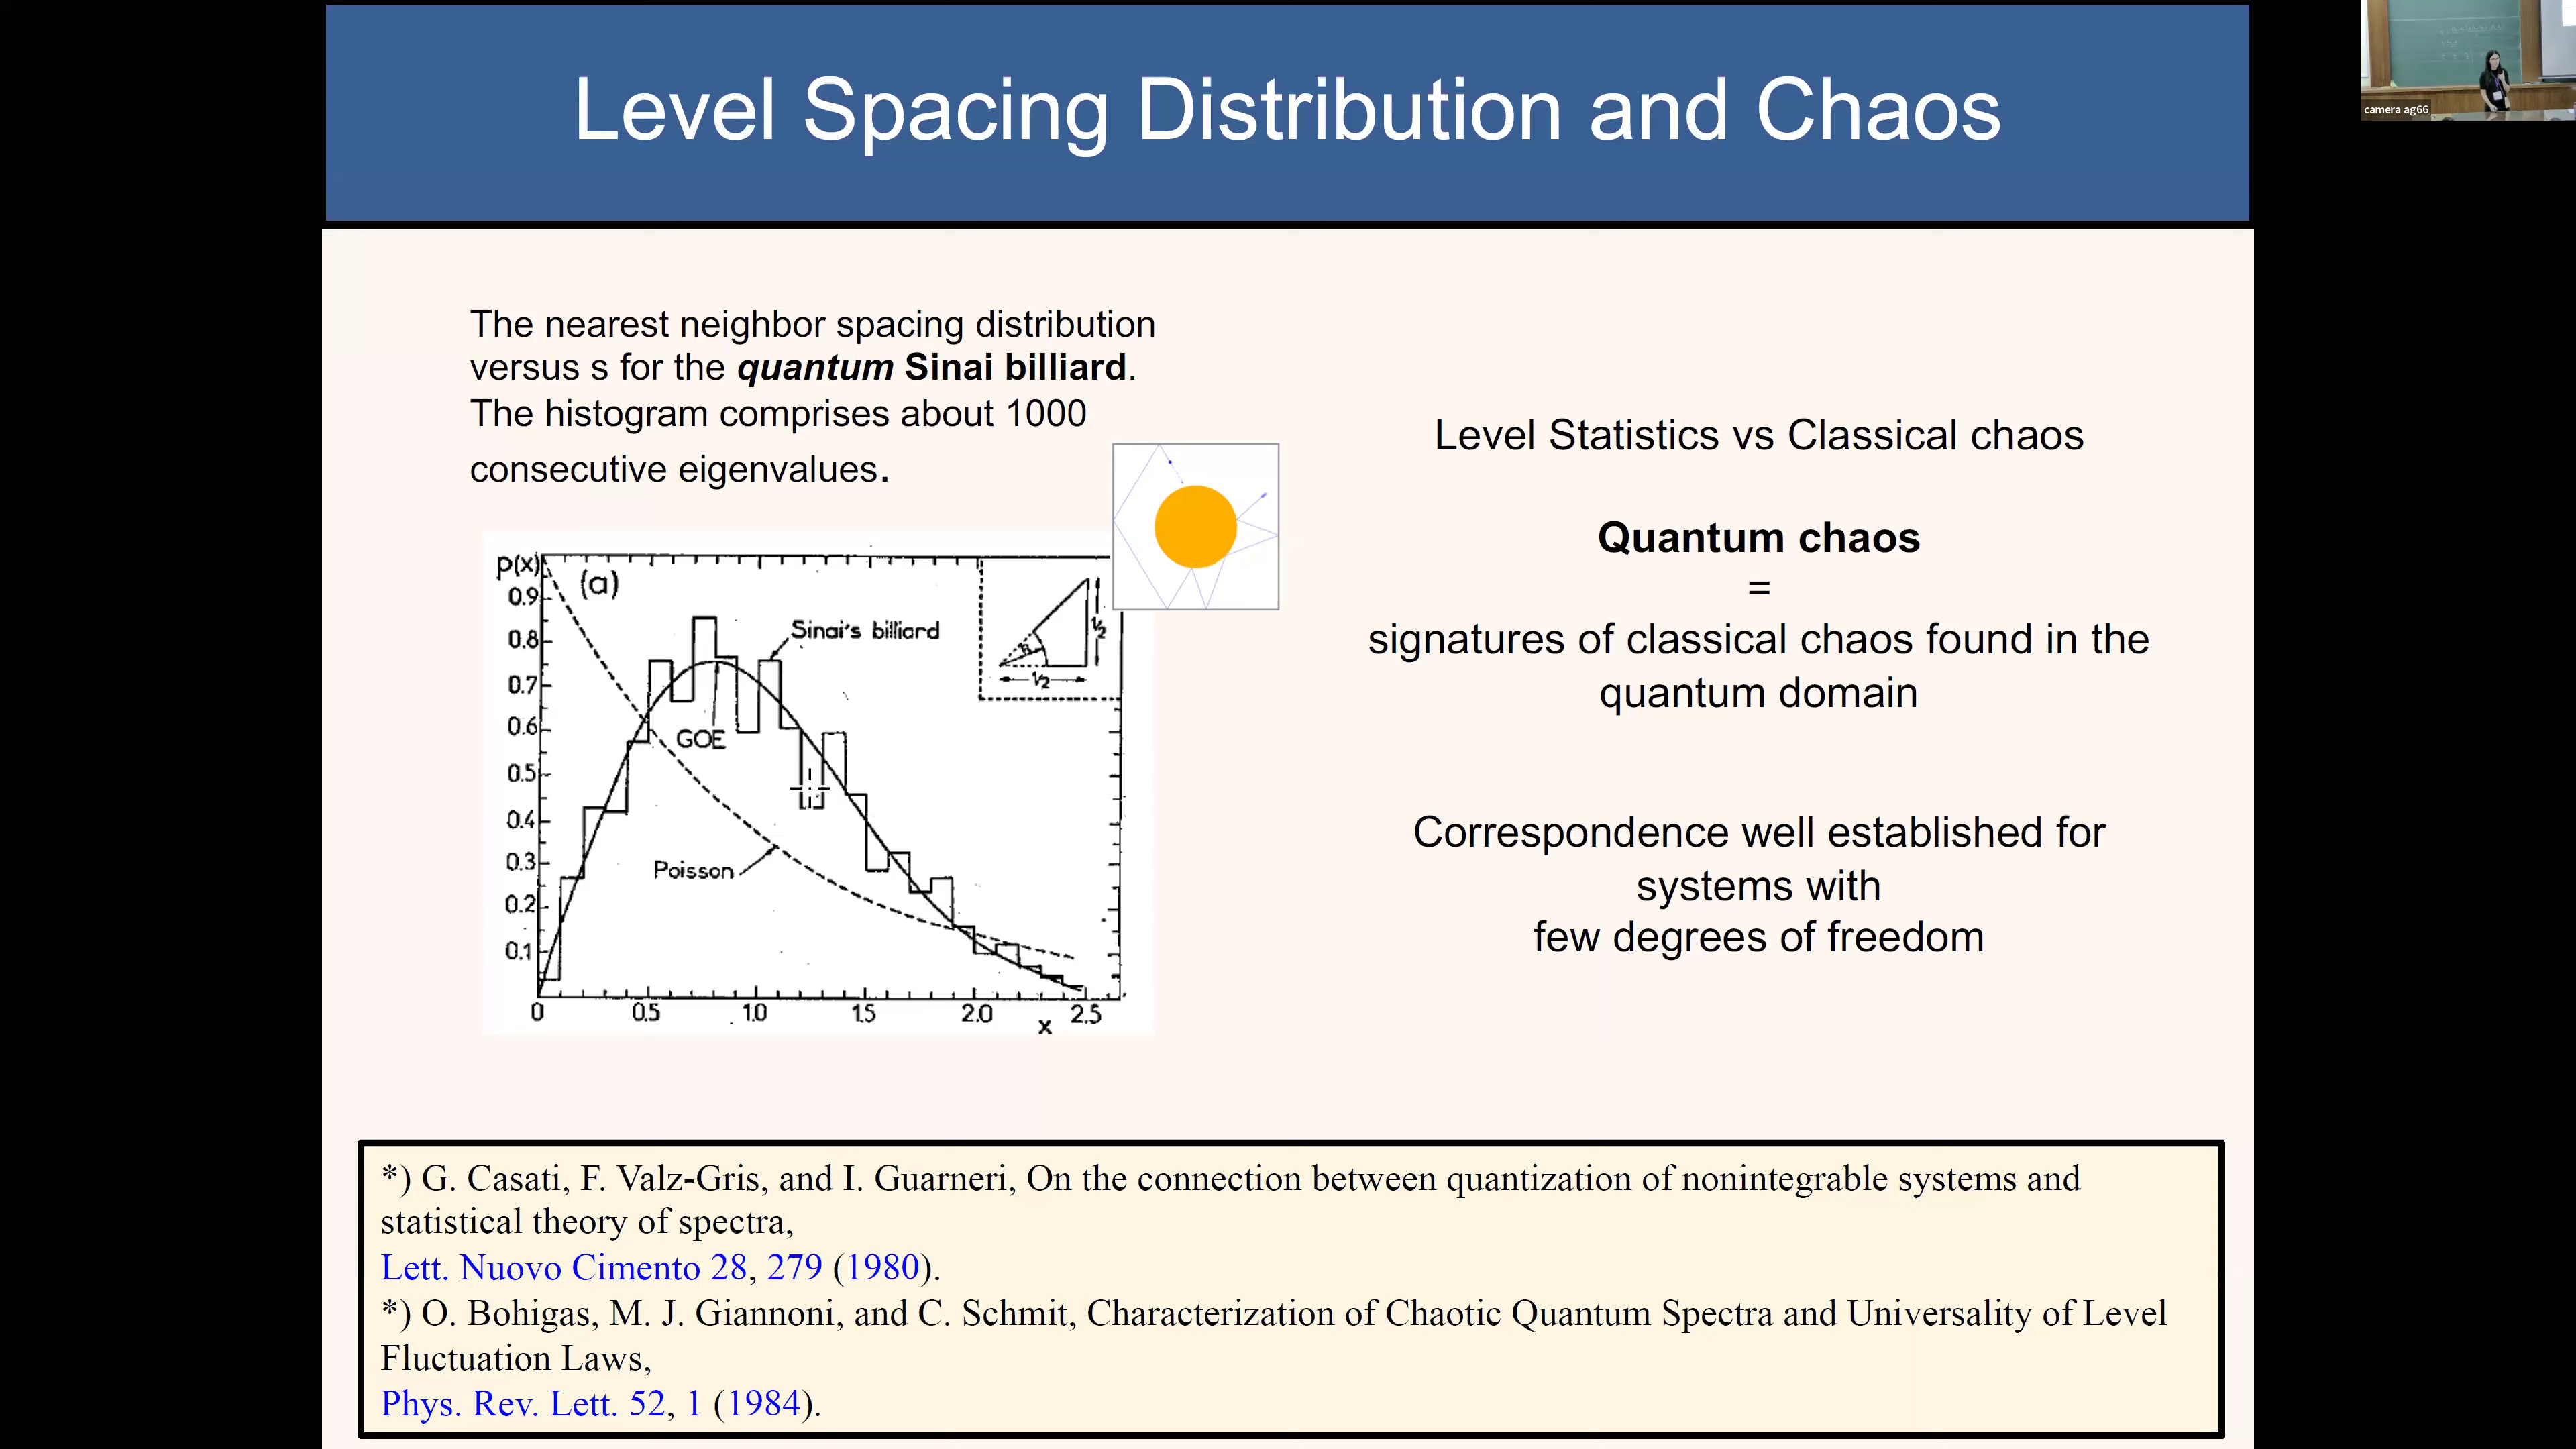 Level Spacing Distribution and Chaos
camera ag66
The nearest neighbor spacing distribution
versus s for the quantum Sinai billiard.
The histogram comprises about 1000
consecutive eigenvalues.
p(x)
(a)
0.9
0.8
0.7
0.6
0.5
0.4
0.3
0.2
0.1
Sinai's billiard
GOE
Poisson
R
1/2
1/2
0 0.5 1.0 1.5 2.0 x 2.5
Level Statistics vs Classical chaos
Quantum chaos
=
signatures of classical chaos found in the
quantum domain
Correspondence well established for
systems with
few degrees of freedom
*) G. Casati, F. Valz-Gris, and I. Guarneri, On the connection between quantization of nonintegrable systems and
statistical theory of spectra,
Lett. Nuovo Cimento 28, 279 (1980).
*) O. Bohigas, M. J. Giannoni, and C. Schmit, Characterization of Chaotic Quantum Spectra and Universality of Level
Fluctuation Laws,
Phys. Rev. Lett. 52, 1 (1984).